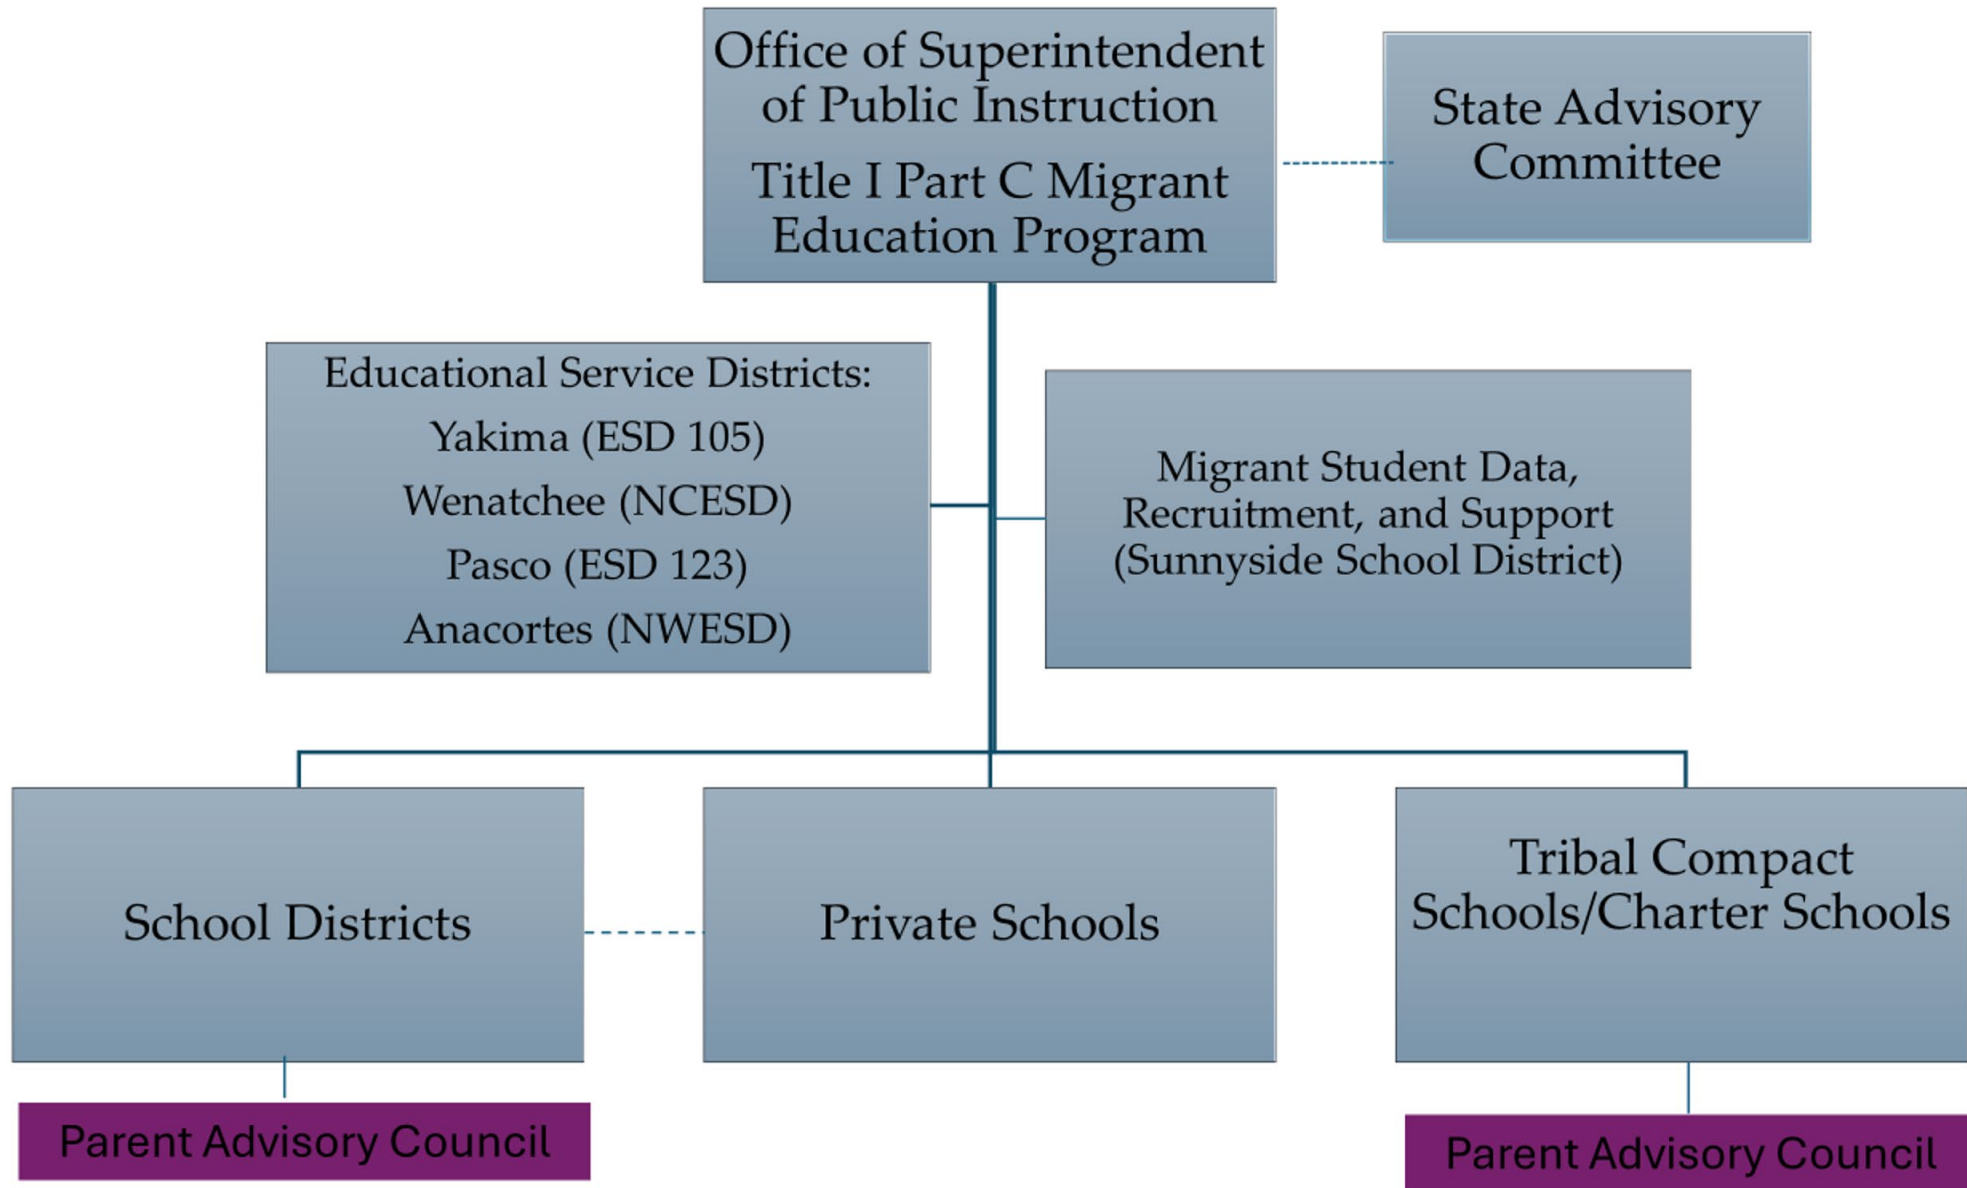 Office of Superintendent
of Public Instruction
Title I Part C Migrant
Education Program
State Advisory
Committee
Educational Service Districts:
Yakima (ESD 105)
Wenatchee (NCESD)
Pasco (ESD 123)
Anacortes (NWESD)
Migrant Student Data,
Recruitment, and Support
(Sunnyside School District)
School Districts
Private Schools
Tribal Compact
Schools/Charter Schools
Parent Advisory Council
Parent Advisory Council